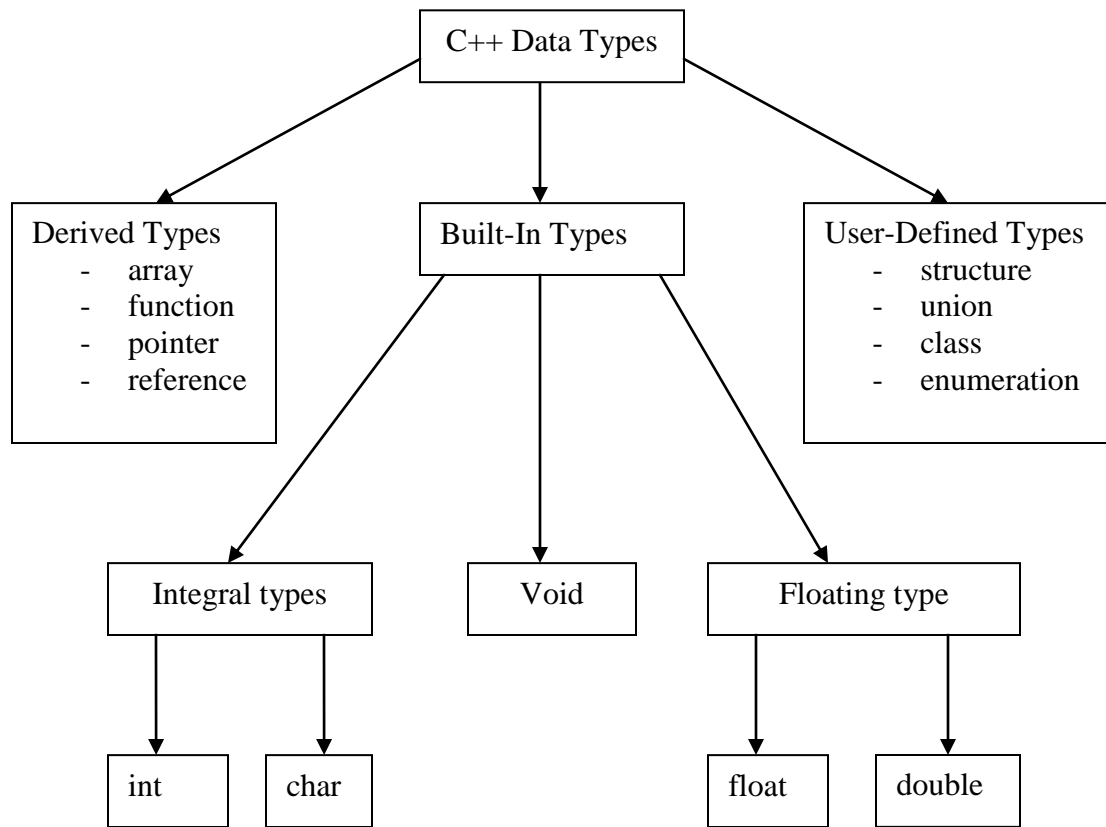 C++ Data Types
Derived Types
- array
- function
- pointer
- reference
Built-In Types
User-Defined Types
- structure
- union
- class
- enumeration
Integral types
Void
Floating type
int
char
float
double